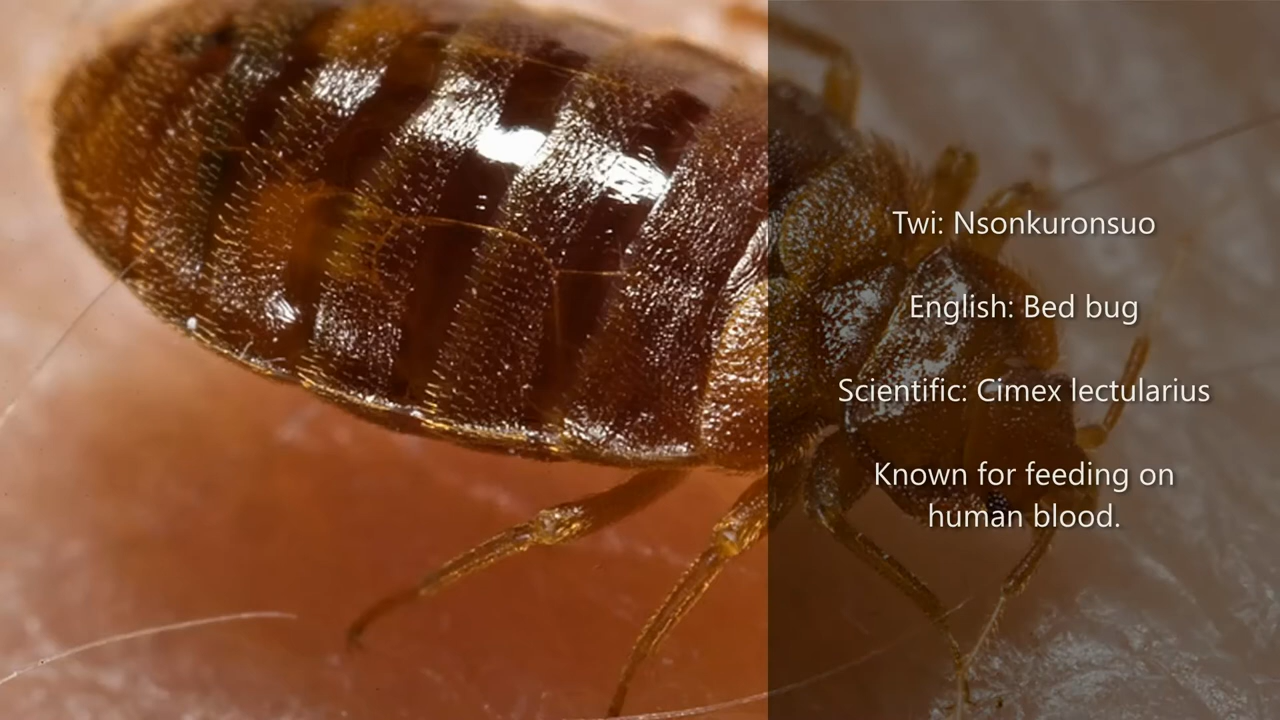 Twi: Nsonkuronsuo
English: Bed bug
Scientific: Cimex lectularius
Known for feeding on
human blood.